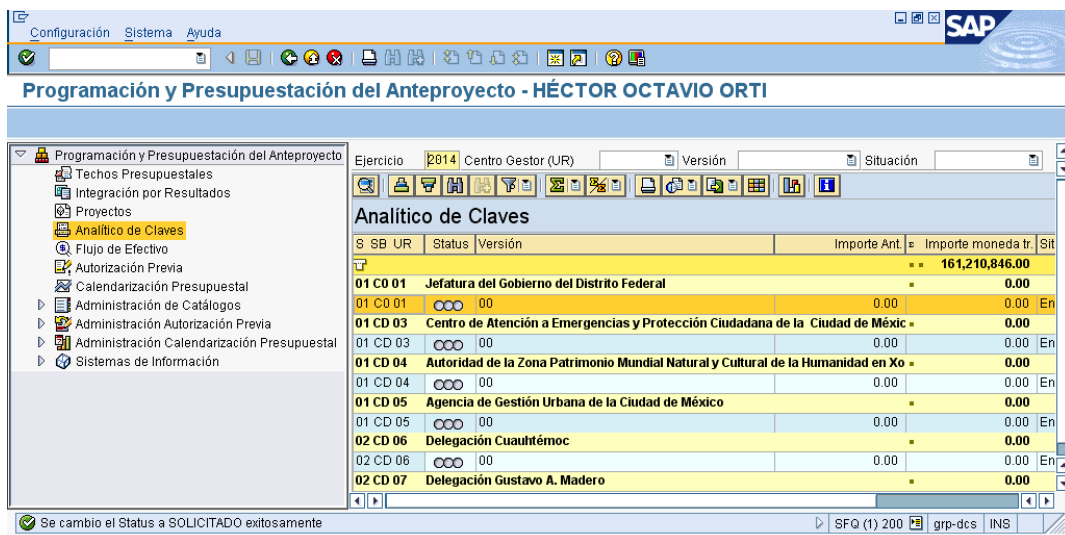 Configuración Sistema Ayuda
SAP
Programación y Presupuestación del Anteproyecto - HÉCTOR OCTAVIO ORTI
Programación y Presupuestación del Anteproyecto
Techos Presupuestales
Integración por Resultados
Proyectos
Analítico de Claves
Flujo de Efectivo
Autorización Previa
Calendarización Presupuestal
Administración de Catálogos
Administración Autorización Previa
Administración Calendarización Presupuestal
Sistemas de Información
Ejercicio 2014 Centro Gestor (UR) Versión Situación
Analítico de Claves
S SB UR Status Versión Importe Ant. Σ Importe moneda tr. Sit
161,210,846.00
01 C0 01 Jefatura del Gobierno del Distrito Federal 0.00
01 C0 01 00 0.00 0.00 En
01 CD 03 Centro de Atención a Emergencias y Protección Ciudadana de la Ciudad de Méxic 0.00
01 CD 03 00 0.00 0.00 En
01 CD 04 Autoridad de la Zona Patrimonio Mundial Natural y Cultural de la Humanidad en Xo 0.00
01 CD 04 00 0.00 0.00 En
01 CD 05 Agencia de Gestión Urbana de la Ciudad de México 0.00
01 CD 05 00 0.00 0.00 En
02 CD 06 Delegación Cuauhtémoc 0.00
02 CD 06 00 0.00 0.00 En
02 CD 07 Delegación Gustavo A. Madero 0.00
Se cambio el Status a SOLICITADO exitosamente SFQ (1) 200 grp-dcs INS